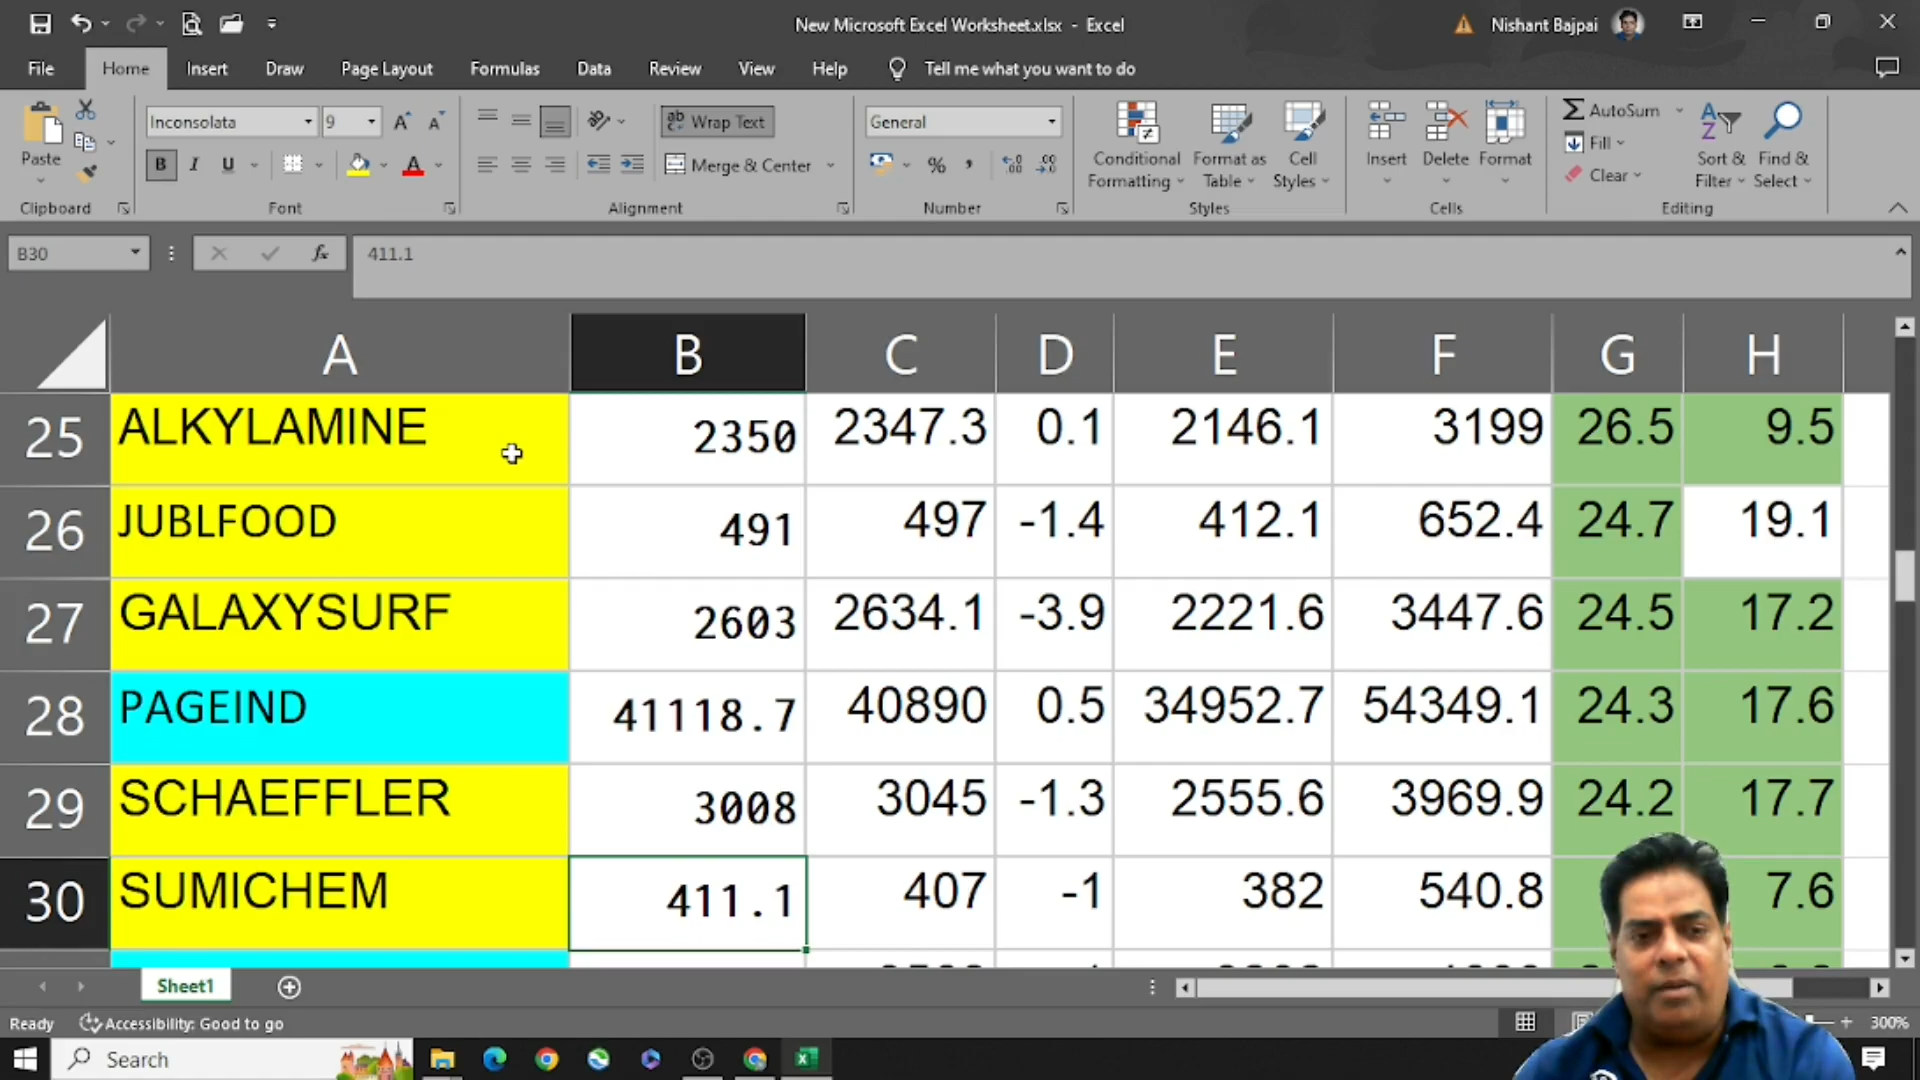 New Microsoft Excel Worksheet.xlsx - Excel
Nishant Bajpai
File Home Insert Draw Page Layout Formulas Data Review View Help Tell me what you want to do
Paste
Clipboard
Inconsolata 9
B I U
Font
Wrap Text
Merge & Center
Alignment
General
%
Number
Conditional Formatting
Format as Table
Cell Styles
Styles
Insert Delete Format
Cells
AutoSum
Fill
Clear
Sort & Filter
Find & Select
Editing
B30 fx 411.1
A B C D E F G H
25 ALKYLAMINE 2350 2347.3 0.1 2146.1 3199 26.5 9.5
26 JUBLFOOD 491 497 -1.4 412.1 652.4 24.7 19.1
27 GALAXYSURF 2603 2634.1 -3.9 2221.6 3447.6 24.5 17.2
28 PAGEIND 41118.7 40890 0.5 34952.7 54349.1 24.3 17.6
29 SCHAEFFLER 3008 3045 -1.3 2555.6 3969.9 24.2 17.7
30 SUMICHEM 411.1 407 -1 382 540.8 7.6
Sheet1
Ready Accessibility: Good to go 300%
Search